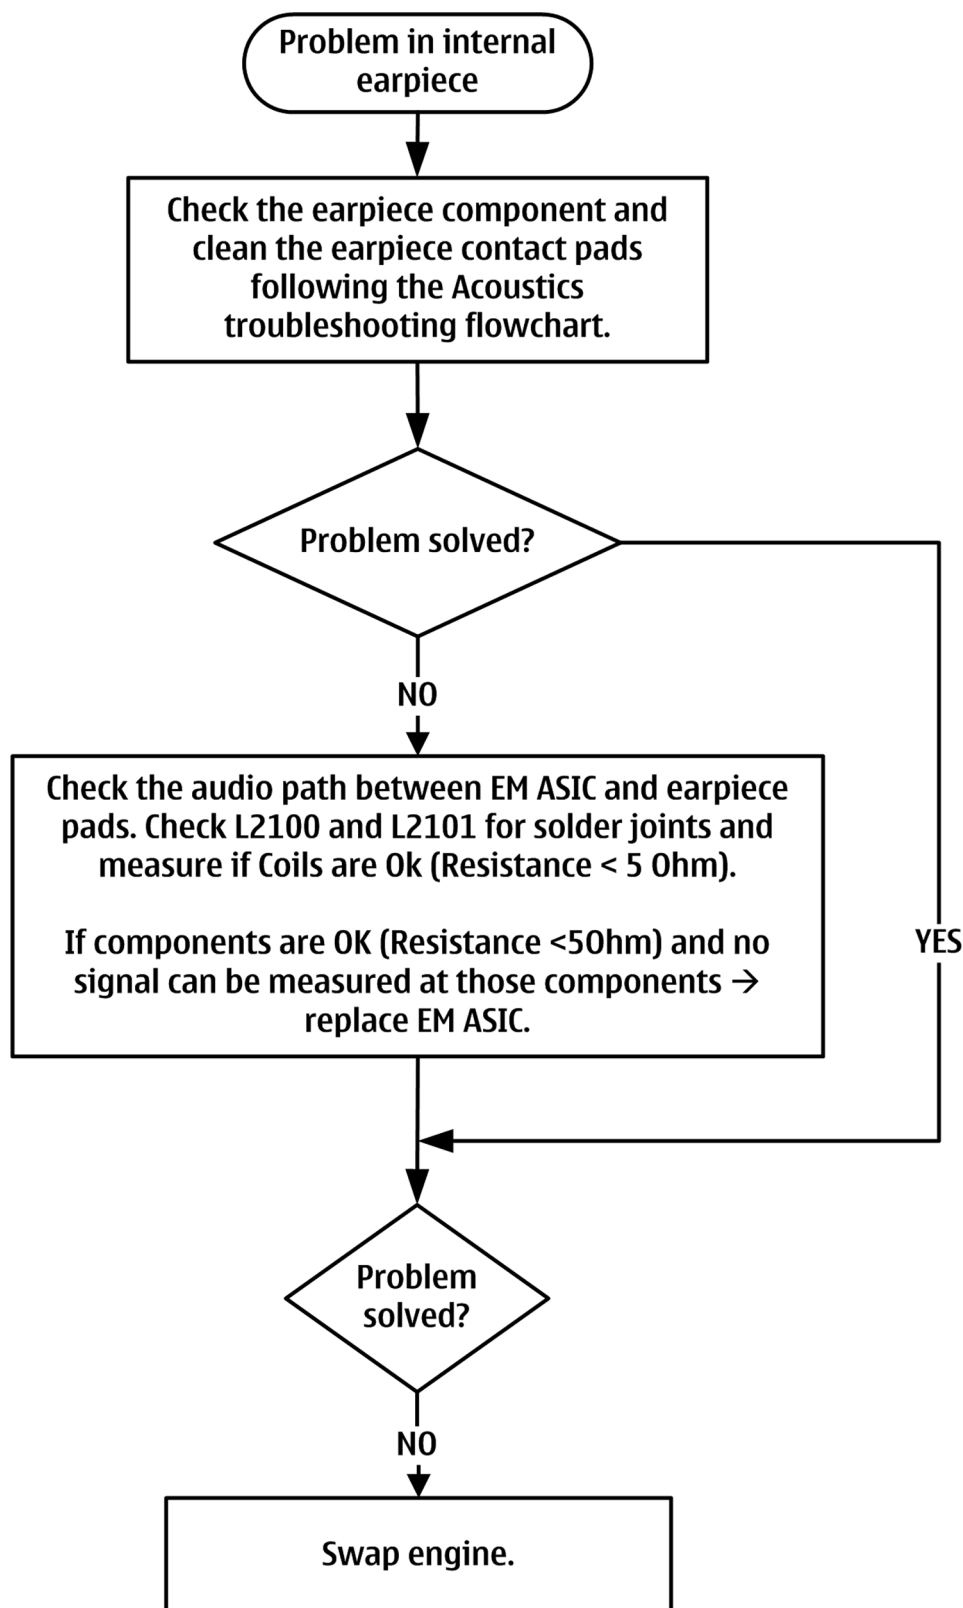 Problem in internal
earpiece
Check the earpiece component and
clean the earpiece contact pads
following the Acoustics
troubleshooting flowchart.
Problem solved?
NO
Check the audio path between EM ASIC and earpiece
pads. Check L2100 and L2101 for solder joints and
measure if Coils are Ok (Resistance < 5 Ohm).
If components are OK (Resistance <5Ohm) and no
signal can be measured at those components →
replace EM ASIC.
YES
Problem
solved?
NO
Swap engine.